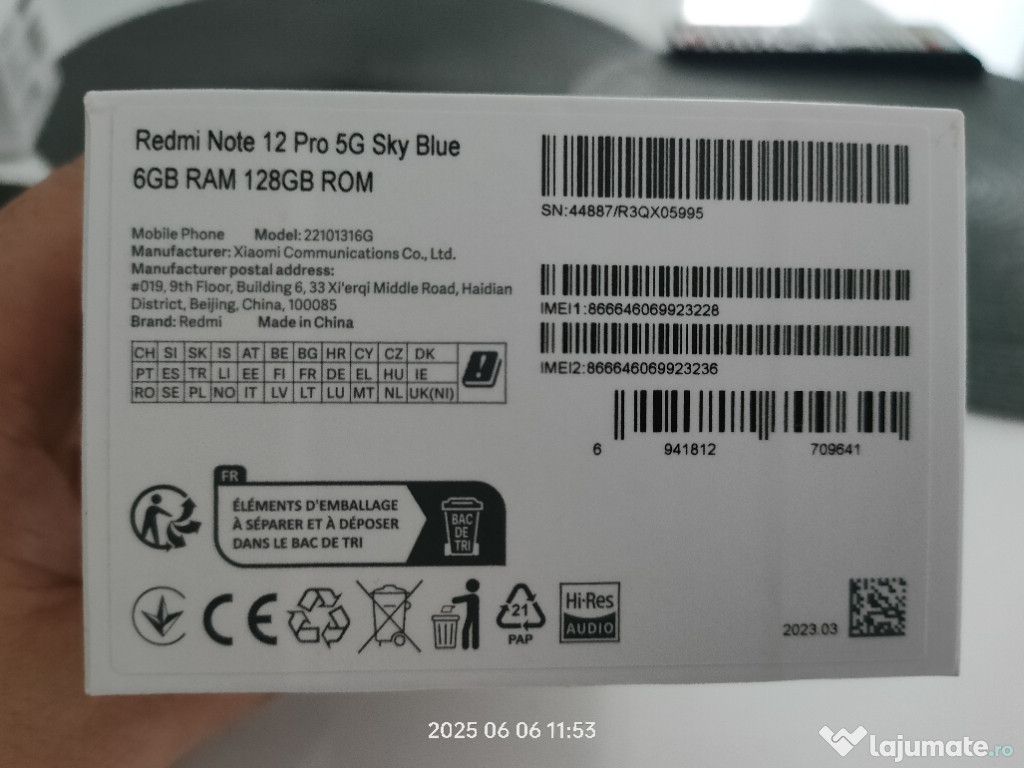 Redmi Note 12 Pro 5G Sky Blue
6GB RAM 128GB ROM
Mobile Phone Model: 22101316G
Manufacturer: Xiaomi Communications Co., Ltd.
Manufacturer postal address:
#019, 9th Floor, Building 6, 33 Xi'erqi Middle Road, Haidian
District, Beijing, China, 100085
Brand: Redmi Made in China
CH SI SK IS AT BE BG HR CY CZ DK
PT ES TR LI EE FI FR DE EL HU IE
RO SE PL NO IT LV LT LU MT NL UK(NI)
SN:44887/R3QX05995
IMEI1:866646069923228
IMEI2:866646069923236
6 941812 709641
FR
ÉLÉMENTS D'EMBALLAGE
À SÉPARER ET À DÉPOSER
DANS LE BAC DE TRI
BAC
DE
TRI
CE
21
PAP
Hi-Res
AUDIO
2023.03
2025 06 06 11:53
lajumate.ro